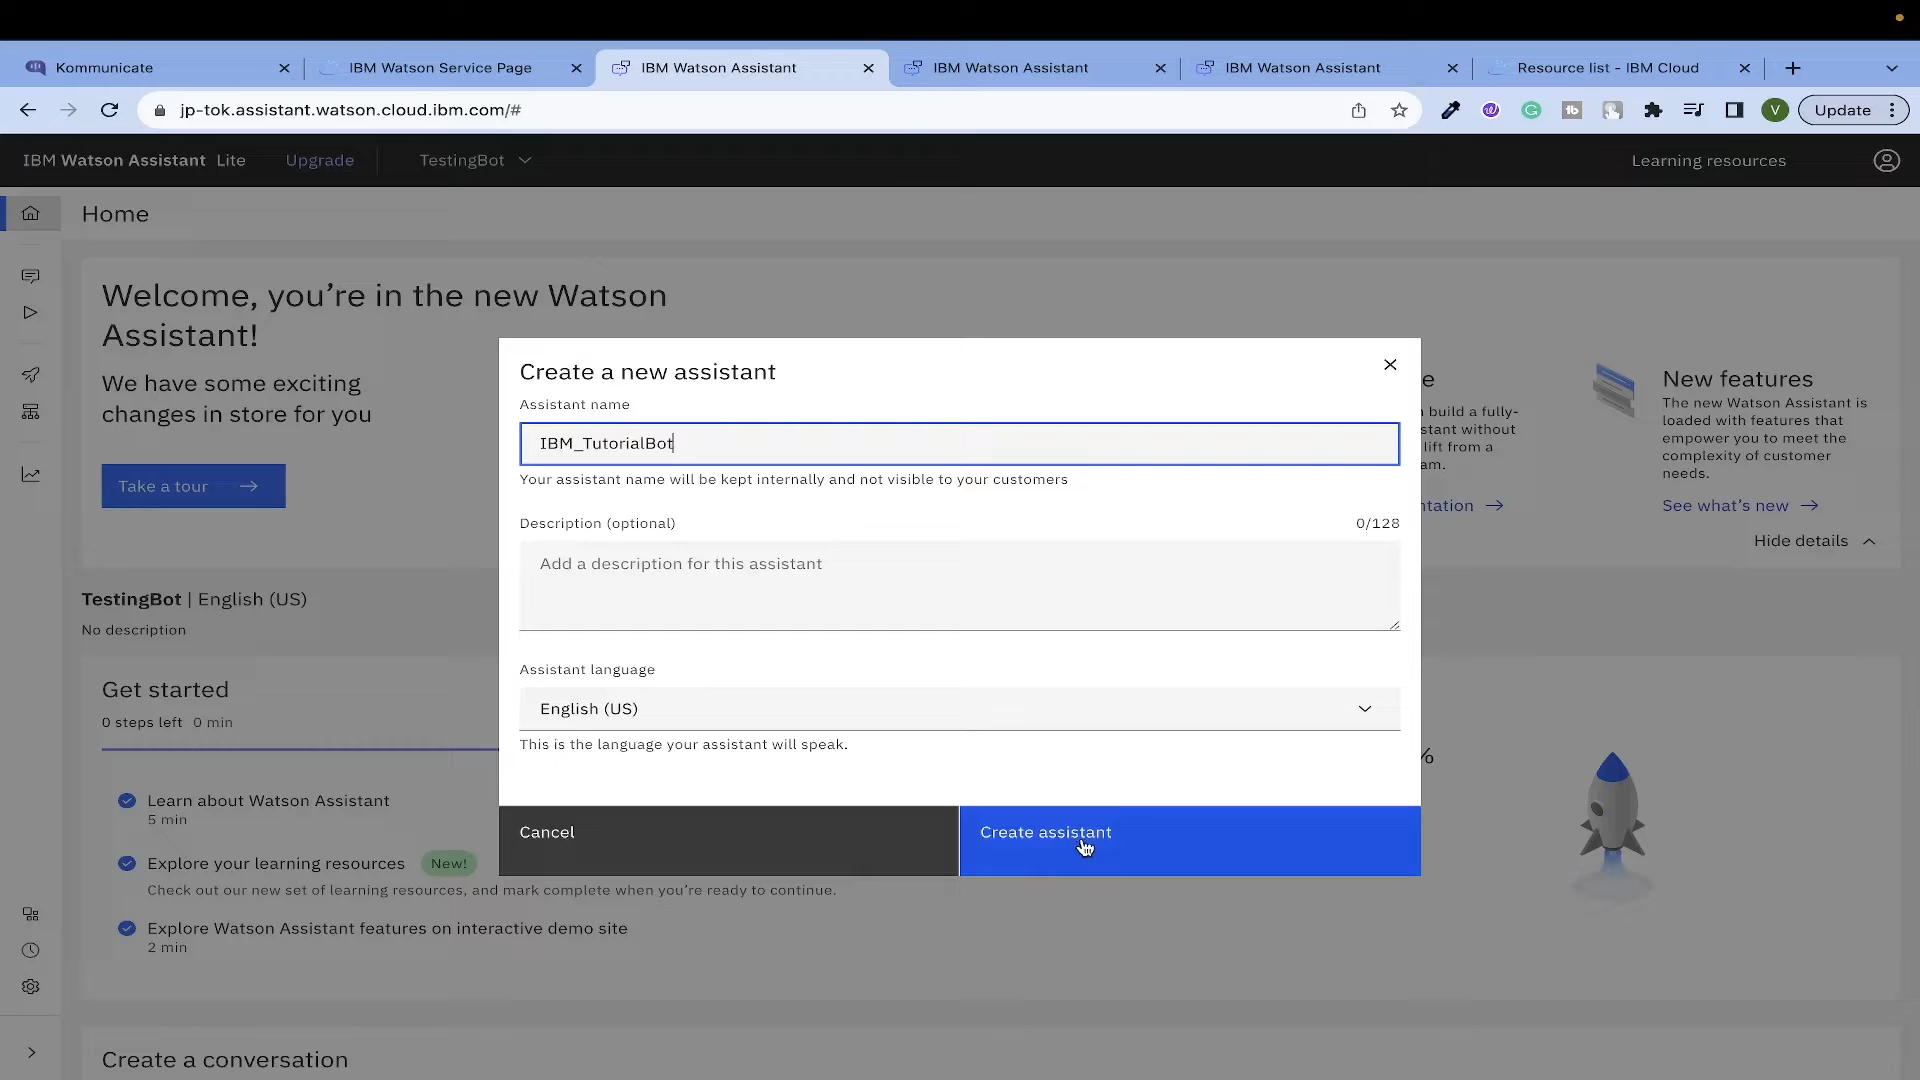 Kommunicate
IBM Watson Service Page
IBM Watson Assistant
IBM Watson Assistant
IBM Watson Assistant
Resource list - IBM Cloud
jp-tok.assistant.watson.cloud.ibm.com/#
V
Update
IBM Watson Assistant Lite
Upgrade
TestingBot
Learning resources
Home
Welcome, you’re in the new Watson
Assistant!
We have some exciting
changes in store for you
Take a tour
Create a new assistant
Assistant name
IBM_TutorialBot
Your assistant name will be kept internally and not visible to your customers
Description (optional)
0/128
Add a description for this assistant
Assistant language
English (US)
This is the language your assistant will speak.
Cancel
Create assistant
e
build a fully-
stant without
lift from a
am.
ntation
New features
The new Watson Assistant is
loaded with features that
empower you to meet the
complexity of customer
needs.
See what’s new
Hide details
TestingBot | English (US)
No description
Get started
0 steps left 0 min
%
Learn about Watson Assistant
5 min
Explore your learning resources
New!
Check out our new set of learning resources, and mark complete when you’re ready to continue.
Explore Watson Assistant features on interactive demo site
2 min
Create a conversation